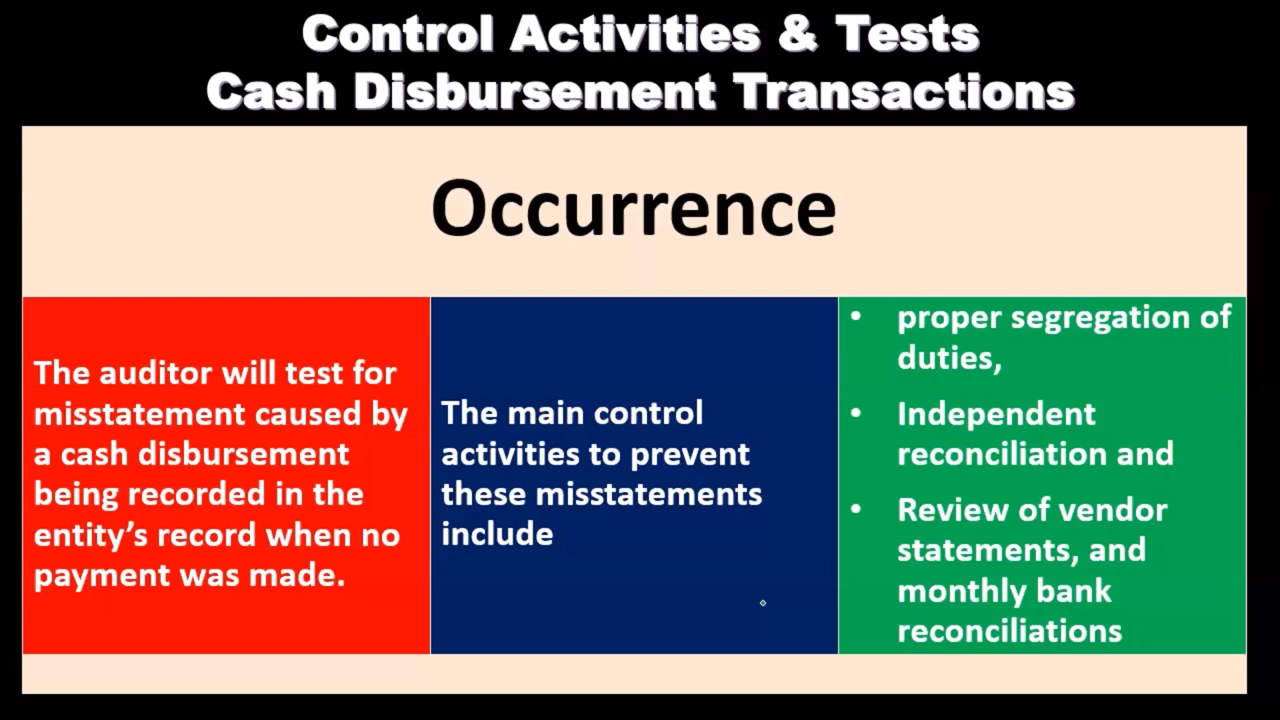 Control Activities & Tests
Cash Disbursement Transactions
Occurrence
The auditor will test for
misstatement caused by
a cash disbursement
being recorded in the
entity’s record when no
payment was made.
The main control
activities to prevent
these misstatements
include
• proper segregation of
duties,
• Independent
reconciliation and
• Review of vendor
statements, and
monthly bank
reconciliations